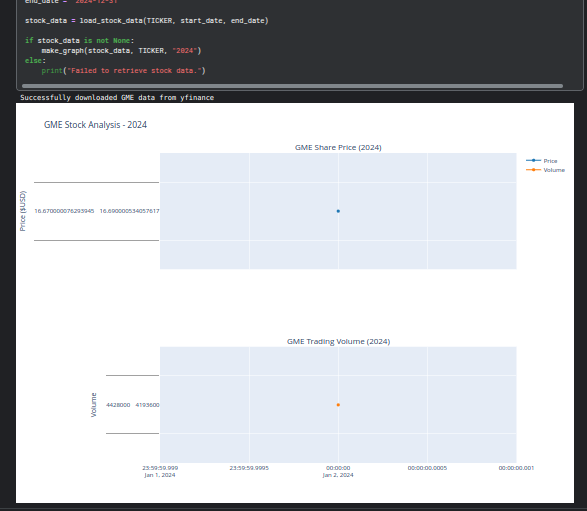 end_date = "2024-12-31"
stock_data = load_stock_data(TICKER, start_date, end_date)
if stock_data is not None:
make_graph(stock_data, TICKER, "2024")
else:
print("Failed to retrieve stock data.")
Successfully downloaded GME data from yfinance
GME Stock Analysis - 2024
GME Share Price (2024)
Price
Volume
Price ($USD)
16.670000076293945 16.690000534057617
GME Trading Volume (2024)
Volume
4428000 4193600
23:59:59.999
Jan 1, 2024
23:59:59.9995
00:00:00
Jan 2, 2024
00:00:00.0005
00:00:00.001